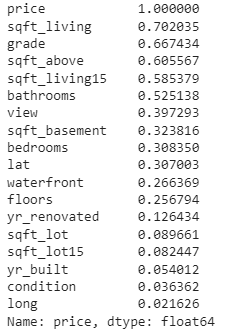 price 1.000000
sqft_living 0.702035
grade 0.667434
sqft_above 0.605567
sqft_living15 0.585379
bathrooms 0.525138
view 0.397293
sqft_basement 0.323816
bedrooms 0.308350
lat 0.307003
waterfront 0.266369
floors 0.256794
yr_renovated 0.126434
sqft_lot 0.089661
sqft_lot15 0.082447
yr_built 0.054012
condition 0.036362
long 0.021626
Name: price, dtype: float64